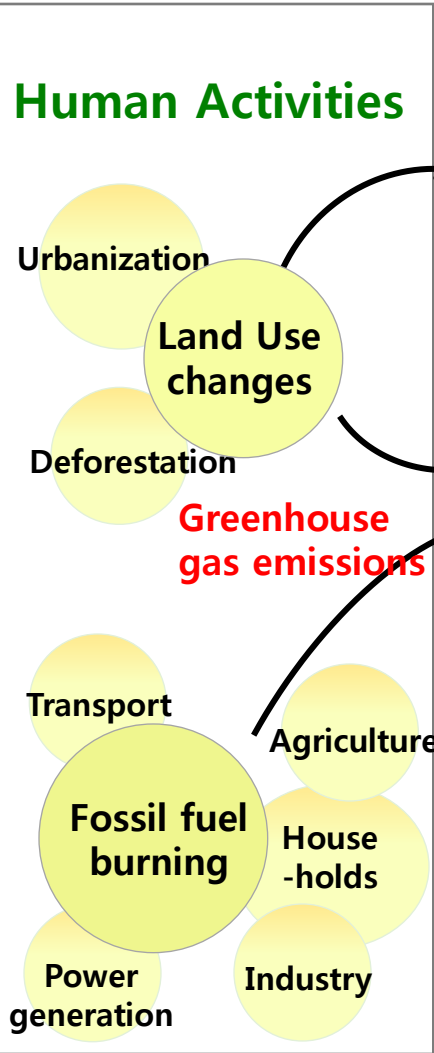 Human Activities
Urbanization
Land Use
changes
Deforestation
Greenhouse
gas emissions
Transport
Agriculture
Fossil fuel
burning
House
-holds
Power
generation
Industry